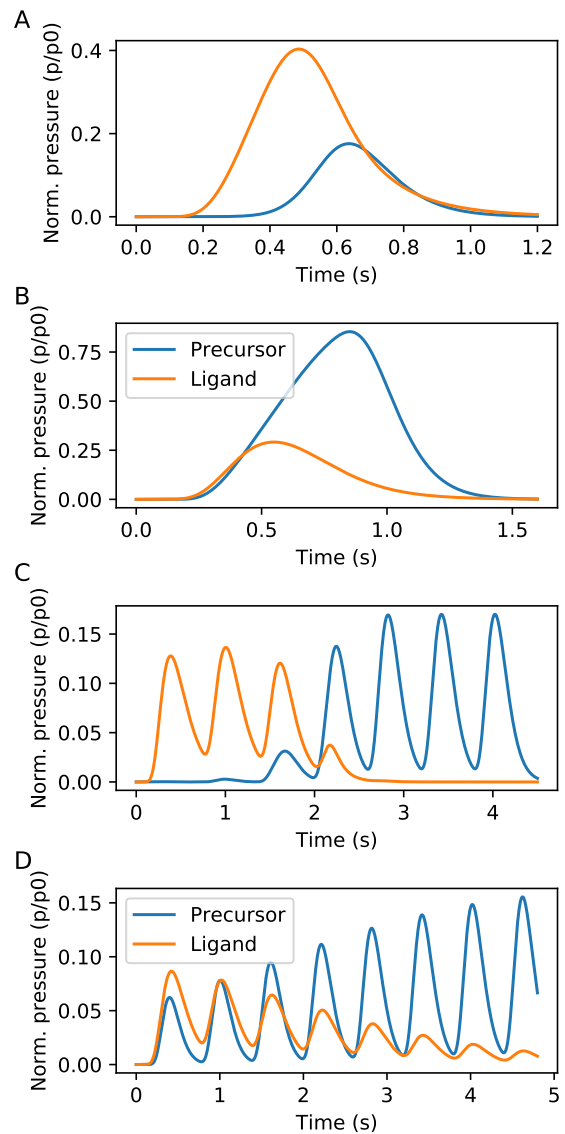 A
Norm. pressure (p/p0)
0.4
0.2
0.0
0.0 0.2 0.4 0.6 0.8 1.0 1.2
Time (s)
B
Norm. pressure (p/p0)
0.75
0.50
0.25
0.00
Precursor
Ligand
0.0 0.5 1.0 1.5
Time (s)
C
Norm. pressure (p/p0)
0.15
0.10
0.05
0.00
0 1 2 3 4
Time (s)
D
Norm. pressure (p/p0)
0.15
0.10
0.05
0.00
Precursor
Ligand
0 1 2 3 4 5
Time (s)